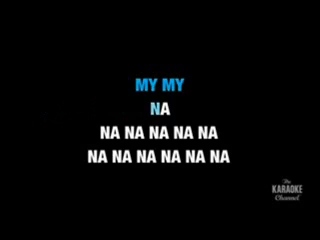 MY MY
NA
NA NA NA NA NA
NA NA NA NA NA NA
The
KARAOKE
Channel